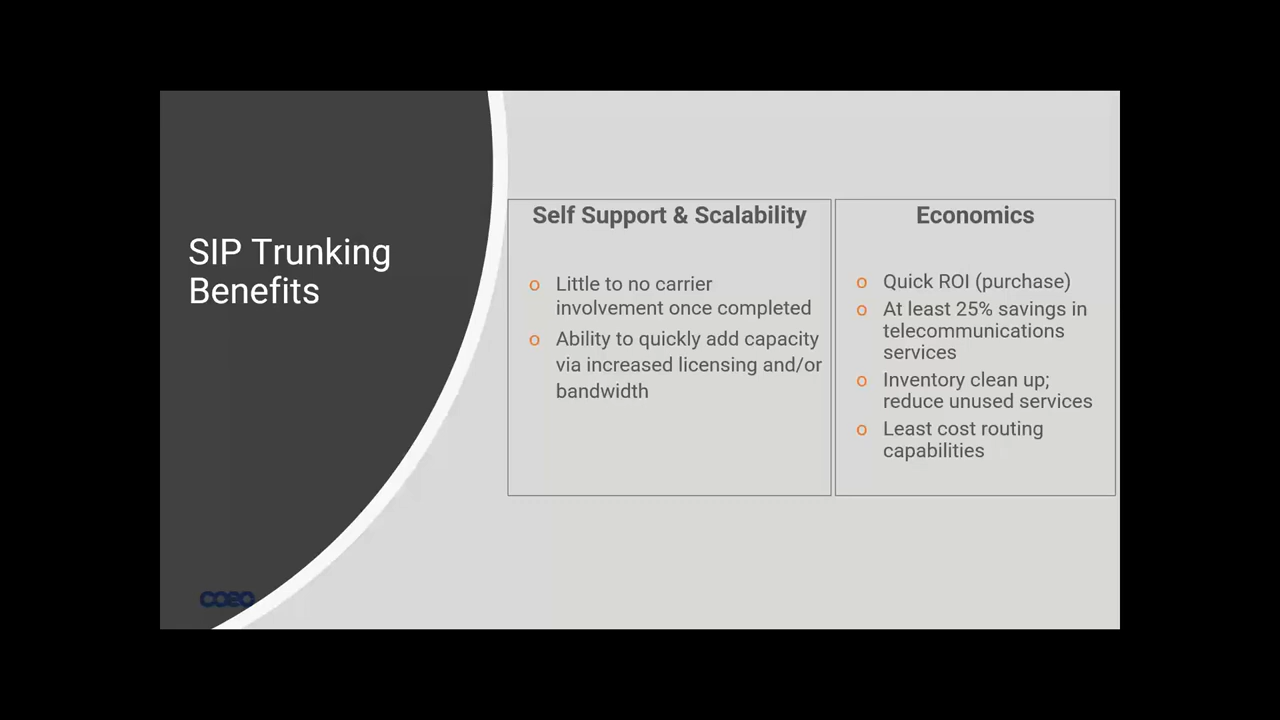 SIP Trunking
Benefits
Self Support & Scalability
o Little to no carrier
involvement once completed
o Ability to quickly add capacity
via increased licensing and/or
bandwidth
Economics
o Quick ROI (purchase)
o At least 25% savings in
telecommunications
services
o Inventory clean up;
reduce unused services
o Least cost routing
capabilities
coeo